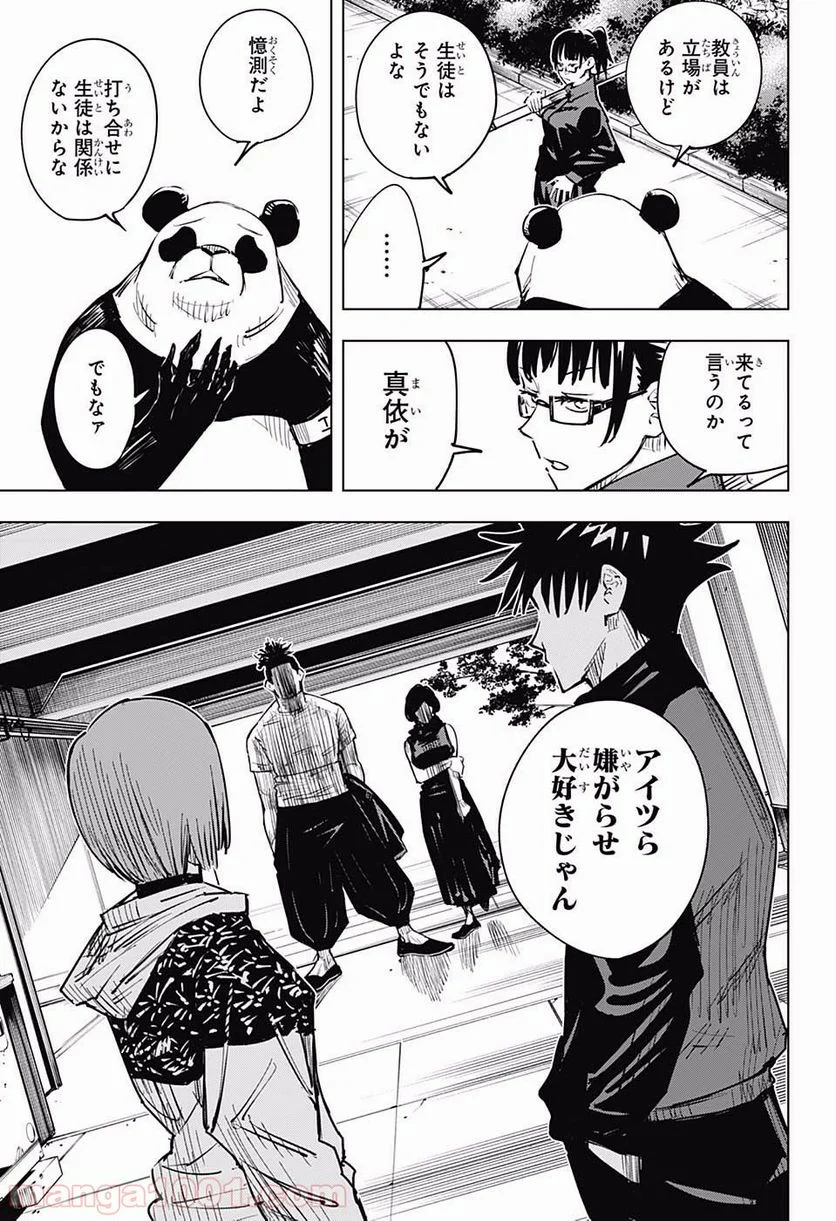 教員は
立場が
あるけど
生徒は
そうでもない
よな
……
来てるって
言うのか
真依が
憶測だよ
打ち合せに
生徒は関係
ないからな
でもなァ
アイツら
嫌がらせ
大好きじゃん
manga1001.com